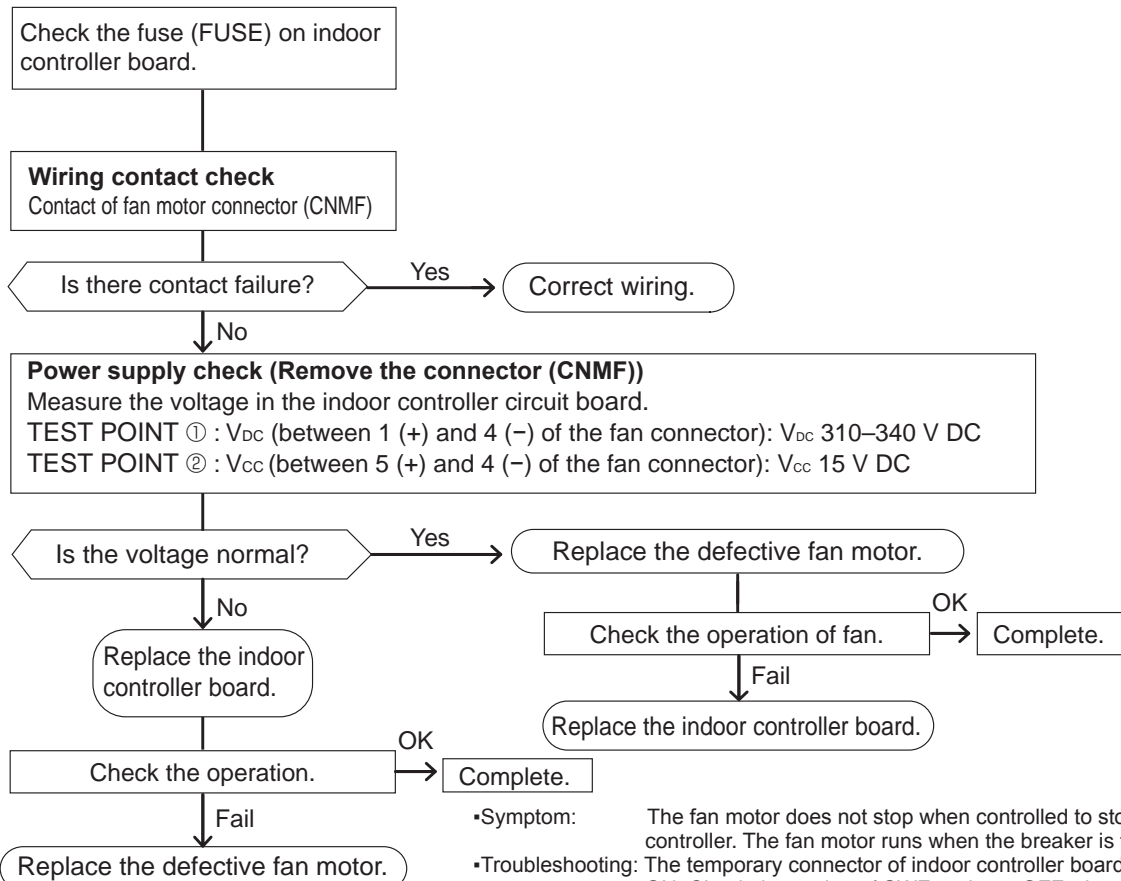 Check the fuse (FUSE) on indoor
controller board.
Wiring contact check
Contact of fan motor connector (CNMF)
Is there contact failure?
Yes
Correct wiring.
No
Power supply check (Remove the connector (CNMF))
Measure the voltage in the indoor controller circuit board.
TEST POINT ① : VDC (between 1 (+) and 4 (−) of the fan connector): VDC 310–340 V DC
TEST POINT ② : VCC (between 5 (+) and 4 (−) of the fan connector): Vcc 15 V DC
Is the voltage normal?
Yes
Replace the defective fan motor.
No
OK
Check the operation of fan.
Complete.
Replace the indoor
controller board.
Fail
Replace the indoor controller board.
OK
Check the operation.
Complete.
Fail
Replace the defective fan motor.
▪Symptom: The fan motor does not stop when controlled to
controller. The fan motor runs when the breaker is
▪Troubleshooting: The temporary connector of indoor controller